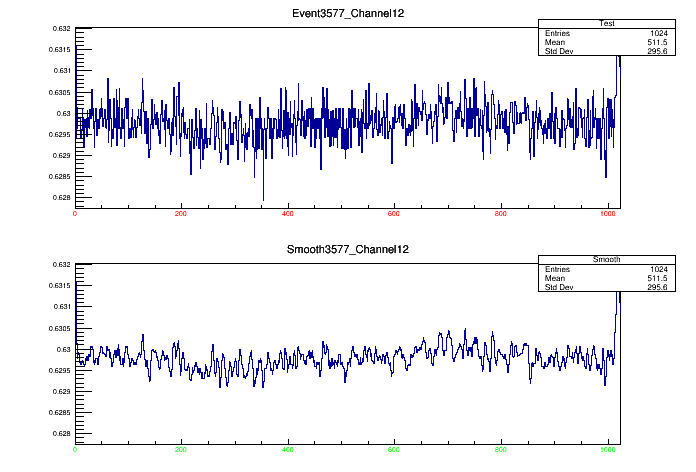 Event3577_Channel12
Test
Entries 1024
Mean 511.5
Std Dev 295.6
0.632
0.6315
0.631
0.6305
0.63
0.6295
0.629
0.6285
0.628
0 200 400 600 800 1000
Smooth3577_Channel12
Smooth
Entries 1024
Mean 511.5
Std Dev 295.6
0.632
0.6315
0.631
0.6305
0.63
0.6295
0.629
0.6285
0.628
0 200 400 600 800 1000